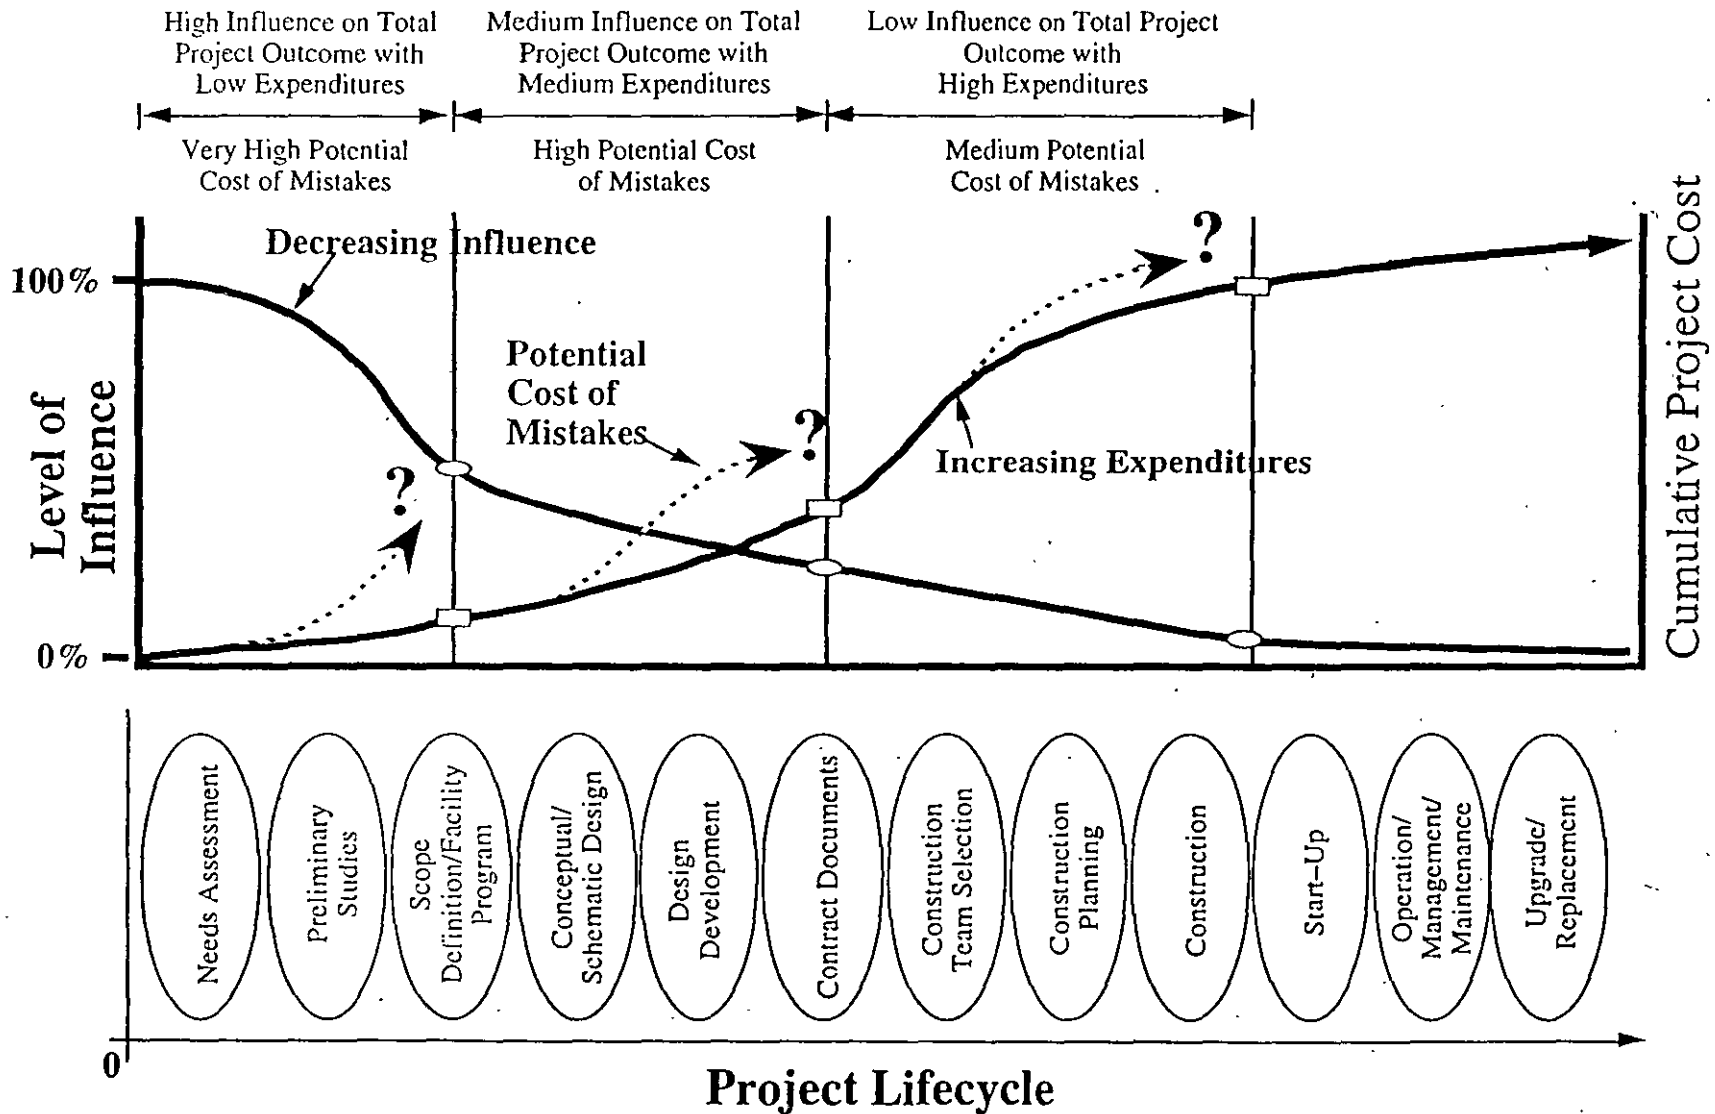 High Influence on Total
Project Outcome with
Low Expenditures
Medium Influence on Total
Project Outcome with
Medium Expenditures
Low Influence on Total Project
Outcome with
High Expenditures
Very High Potential
Cost of Mistakes
High Potential Cost
of Mistakes
Medium Potential
Cost of Mistakes
Decreasing Influence
100%
Level of
Influence
0%
Potential
Cost of
Mistakes
?
?
?
Increasing Expenditures
Cumulative Project Cost
Needs Assessment
Preliminary
Studies
Scope
Definition/Facility
Program
Conceptual/
Schematic Design
Design
Development
Contract Documents
Construction
Team Selection
Construction
Planning
Construction
Start-Up
Operation/
Management/
Maintenance
Upgrade/
Replacement
0
Project Lifecycle